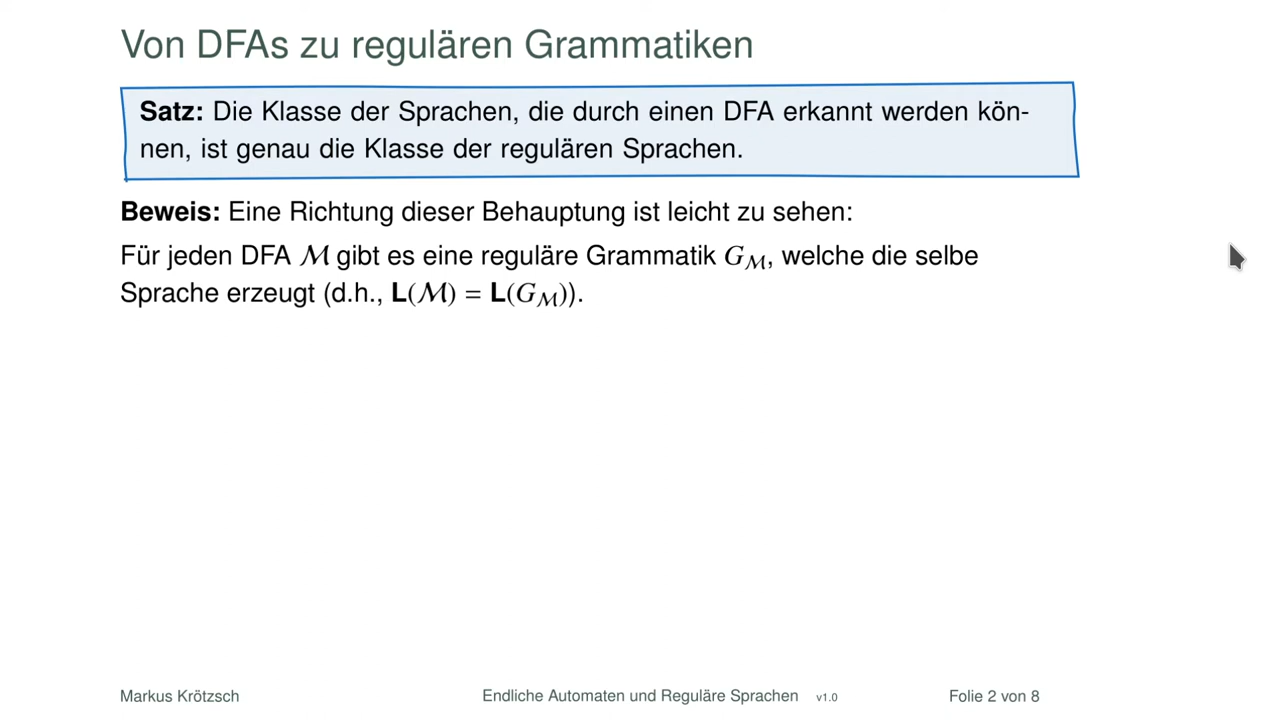 Von DFAs zu regulären Grammatiken
Satz: Die Klasse der Sprachen, die durch einen DFA erkannt werden kön-
nen, ist genau die Klasse der regulären Sprachen.
Beweis: Eine Richtung dieser Behauptung ist leicht zu sehen:
Für jeden DFA ℳ gibt es eine reguläre Grammatik G_ℳ, welche die selbe
Sprache erzeugt (d.h., L(ℳ) = L(G_ℳ)).
Markus Krötzsch Endliche Automaten und Reguläre Sprachen v1.0 Folie 2 von 8